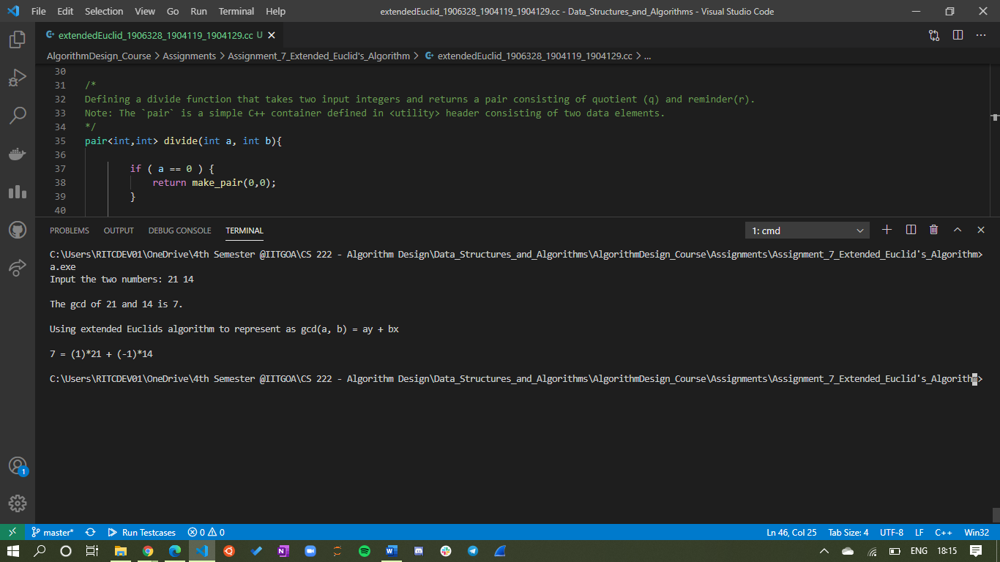 File Edit Selection View Go Run Terminal Help extendedEuclid_1906328_1904119_1904129.cc - Data_Structures_and_Algorithms - Visual Studio Code
extendedEuclid_1906328_1904119_1904129.cc U
AlgorithmDesign_Course > Assignments > Assignment_7_Extended_Euclid's_Algorithm > extendedEuclid_1906328_1904119_1904129.cc > ...
30
31 /*
32 Defining a divide function that takes two input integers and returns a pair consisting of quotient (q) and reminder(r).
33 Note: The `pair` is a simple C++ container defined in <utility> header consisting of two data elements.
34 */
35 pair<int,int> divide(int a, int b){
36
37 if ( a == 0 ) {
38 return make_pair(0,0);
39 }
40
PROBLEMS OUTPUT DEBUG CONSOLE TERMINAL 1: cmd
C:\Users\RITCDEV01\OneDrive\4th Semester @IITGOA\CS 222 - Algorithm Design\Data_Structures_and_Algorithms\AlgorithmDesign_Course\Assignments\Assignment_7_Extended_Euclid's_Algorithm>
a.exe
Input the two numbers: 21 14
The gcd of 21 and 14 is 7.
Using extended Euclids algorithm to represent as gcd(a, b) = ay + bx
7 = (1)*21 + (-1)*14
C:\Users\RITCDEV01\OneDrive\4th Semester @IITGOA\CS 222 - Algorithm Design\Data_Structures_and_Algorithms\AlgorithmDesign_Course\Assignments\Assignment_7_Extended_Euclid's_Algorithm>
1
master* Run Testcases 0 0 Ln 46, Col 25 Tab Size: 4 UTF-8 LF C++ Win32
ENG 18:15